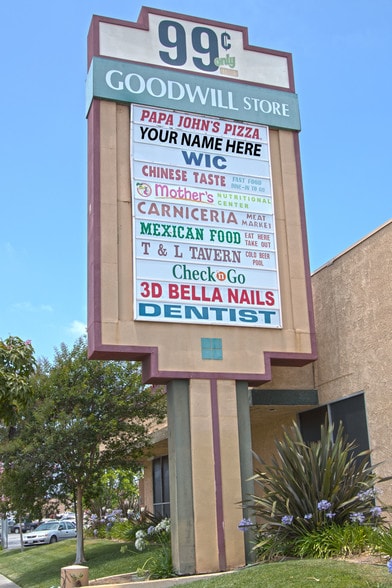 99¢
only
GOODWILL STORE
PAPA JOHN'S PIZZA
YOUR NAME HERE
WIC
CHINESE TASTE FAST FOOD
DINE-IN TO GO
Mother's NUTRITIONAL
CENTER
CARNICERIA MEAT
MARKET
MEXICAN FOOD EAT HERE
TAKE OUT
T & L TAVERN COLD BEER
POOL
Check n Go
3D BELLA NAILS
DENTIST